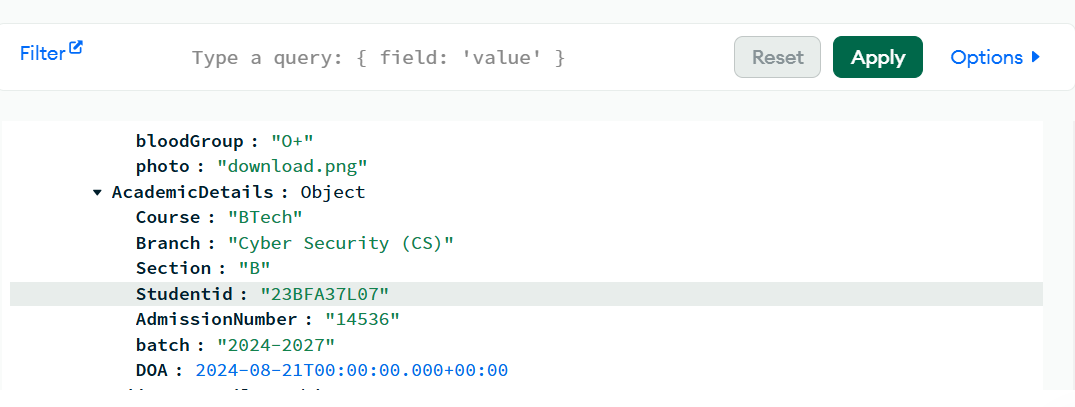 Filter
Type a query: { field: 'value' }
Reset
Apply
Options
bloodGroup : "O+"
photo : "download.png"
AcademicDetails : Object
Course : "BTech"
Branch : "Cyber Security (CS)"
Section : "B"
Studentid : "23BFA37L07"
AdmissionNumber : "14536"
batch : "2024-2027"
DOA : 2024-08-21T00:00:00.000+00:00